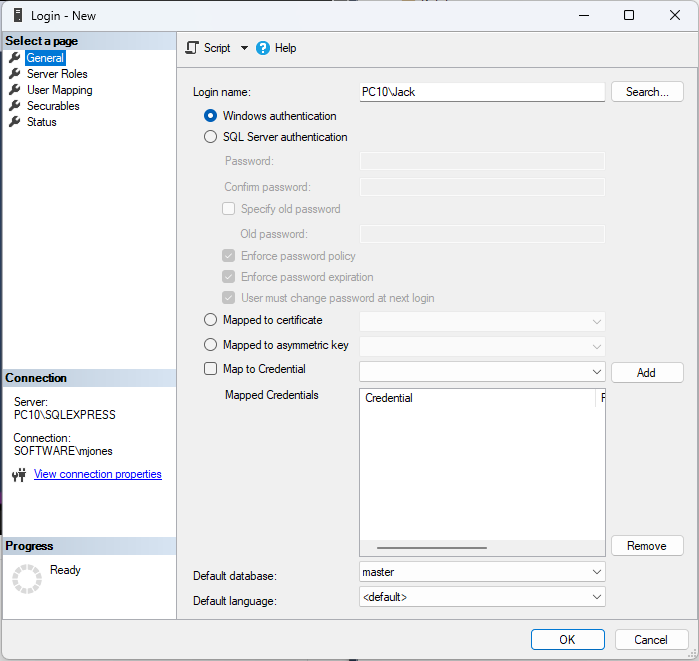 Login - New
Select a page
General
Server Roles
User Mapping
Securables
Status
Script
Help
Login name: PC10\Jack Search...
Windows authentication
SQL Server authentication
Password:
Confirm password:
Specify old password
Old password:
Enforce password policy
Enforce password expiration
User must change password at next login
Mapped to certificate
Mapped to asymmetric key
Map to Credential Add
Mapped Credentials Credential
Remove
Default database: master
Default language: <default>
Connection
Server:
PC10\SQLEXPRESS
Connection:
SOFTWARE\mjones
View connection properties
Progress
Ready
OK Cancel